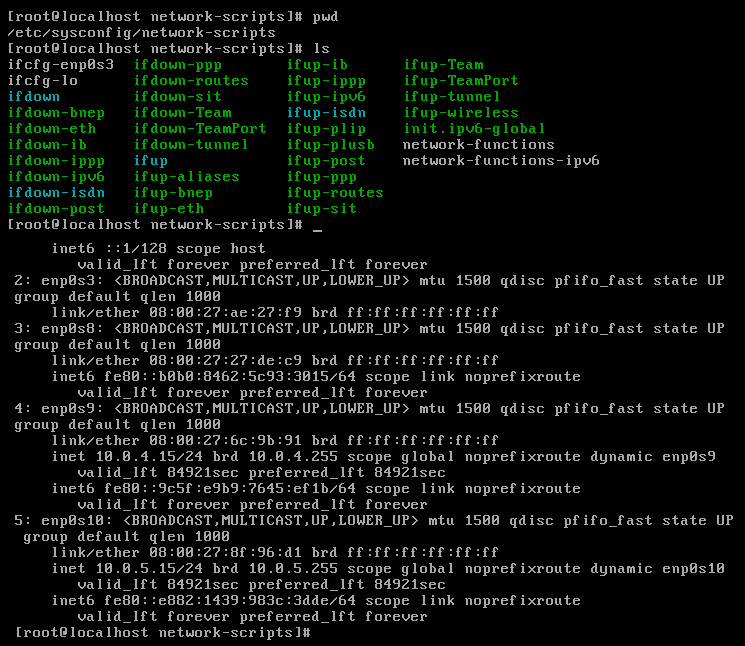 [root@localhost network-scripts]# pwd
/etc/sysconfig/network-scripts
[root@localhost network-scripts]# ls
ifcfg-enp0s3  ifdown-ppp       ifup-ib      ifup-Team
ifcfg-lo      ifdown-routes    ifup-ippp    ifup-TeamPort
ifdown        ifdown-sit       ifup-ipv6    ifup-tunnel
ifdown-bnep   ifdown-Team      ifup-isdn    ifup-wireless
ifdown-eth    ifdown-TeamPort  ifup-plip    init.ipv6-global
ifdown-ib     ifdown-tunnel    ifup-plusb   network-functions
ifdown-ippp   ifup             ifup-post    network-functions-ipv6
ifdown-ipv6   ifup-aliases     ifup-ppp
ifdown-isdn   ifup-bnep        ifup-routes
ifdown-post   ifup-eth         ifup-sit
[root@localhost network-scripts]# _
inet6 ::1/128 scope host
valid_lft forever preferred_lft forever
2: enp0s3: <BROADCAST,MULTICAST,UP,LOWER_UP> mtu 1500 qdisc pfifo_fast state UP
group default qlen 1000
link/ether 08:00:27:ae:27:f9 brd ff:ff:ff:ff:ff:ff
3: enp0s8: <BROADCAST,MULTICAST,UP,LOWER_UP> mtu 1500 qdisc pfifo_fast state UP
group default qlen 1000
link/ether 08:00:27:27:de:c9 brd ff:ff:ff:ff:ff:ff
inet6 fe80::b0b0:8462:5c93:3015/64 scope link noprefixroute
valid_lft forever preferred_lft forever
4: enp0s9: <BROADCAST,MULTICAST,UP,LOWER_UP> mtu 1500 qdisc pfifo_fast state UP
group default qlen 1000
link/ether 08:00:27:6c:9b:91 brd ff:ff:ff:ff:ff:ff
inet 10.0.4.15/24 brd 10.0.4.255 scope global noprefixroute dynamic enp0s9
valid_lft 84921sec preferred_lft 84921sec
inet6 fe80::9c5f:e9b9:7645:ef1b/64 scope link noprefixroute
valid_lft forever preferred_lft forever
5: enp0s10: <BROADCAST,MULTICAST,UP,LOWER_UP> mtu 1500 qdisc pfifo_fast state UP
group default qlen 1000
link/ether 08:00:27:8f:96:d1 brd ff:ff:ff:ff:ff:ff
inet 10.0.5.15/24 brd 10.0.5.255 scope global noprefixroute dynamic enp0s10
valid_lft 84921sec preferred_lft 84921sec
inet6 fe80::e882:1439:983c:3dde/64 scope link noprefixroute
valid_lft forever preferred_lft forever
[root@localhost network-scripts]#